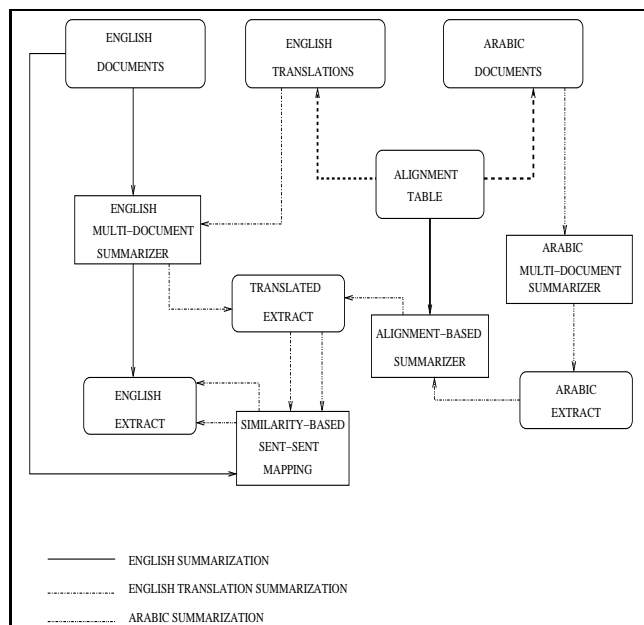 ENGLISH
DOCUMENTS
ENGLISH
TRANSLATIONS
ARABIC
DOCUMENTS
ALIGNMENT
TABLE
ENGLISH
MULTI-DOCUMENT
SUMMARIZER
ARABIC
MULTI-DOCUMENT
SUMMARIZER
TRANSLATED
EXTRACT
ALIGNMENT-BASED
SUMMARIZER
ENGLISH
EXTRACT
SIMILARITY-BASED
SENT-SENT
MAPPING
ARABIC
EXTRACT
ENGLISH SUMMARIZATION
ENGLISH TRANSLATION SUMMARIZATION
ARABIC SUMMARIZATION